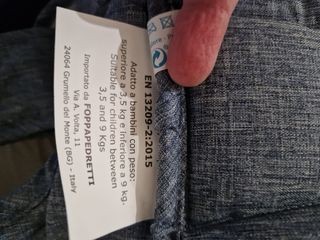 EN 13209-2:2015
Adatto a bambini con peso:
superiore a 3,5 kg e inferiore a 9 kg.
Suitable for children between
3,5 and 9 Kgs
Importato da FOPPAPEDRETTI
Via A. Volta, 11
24064 Grumello del Monte (BG) - Italy